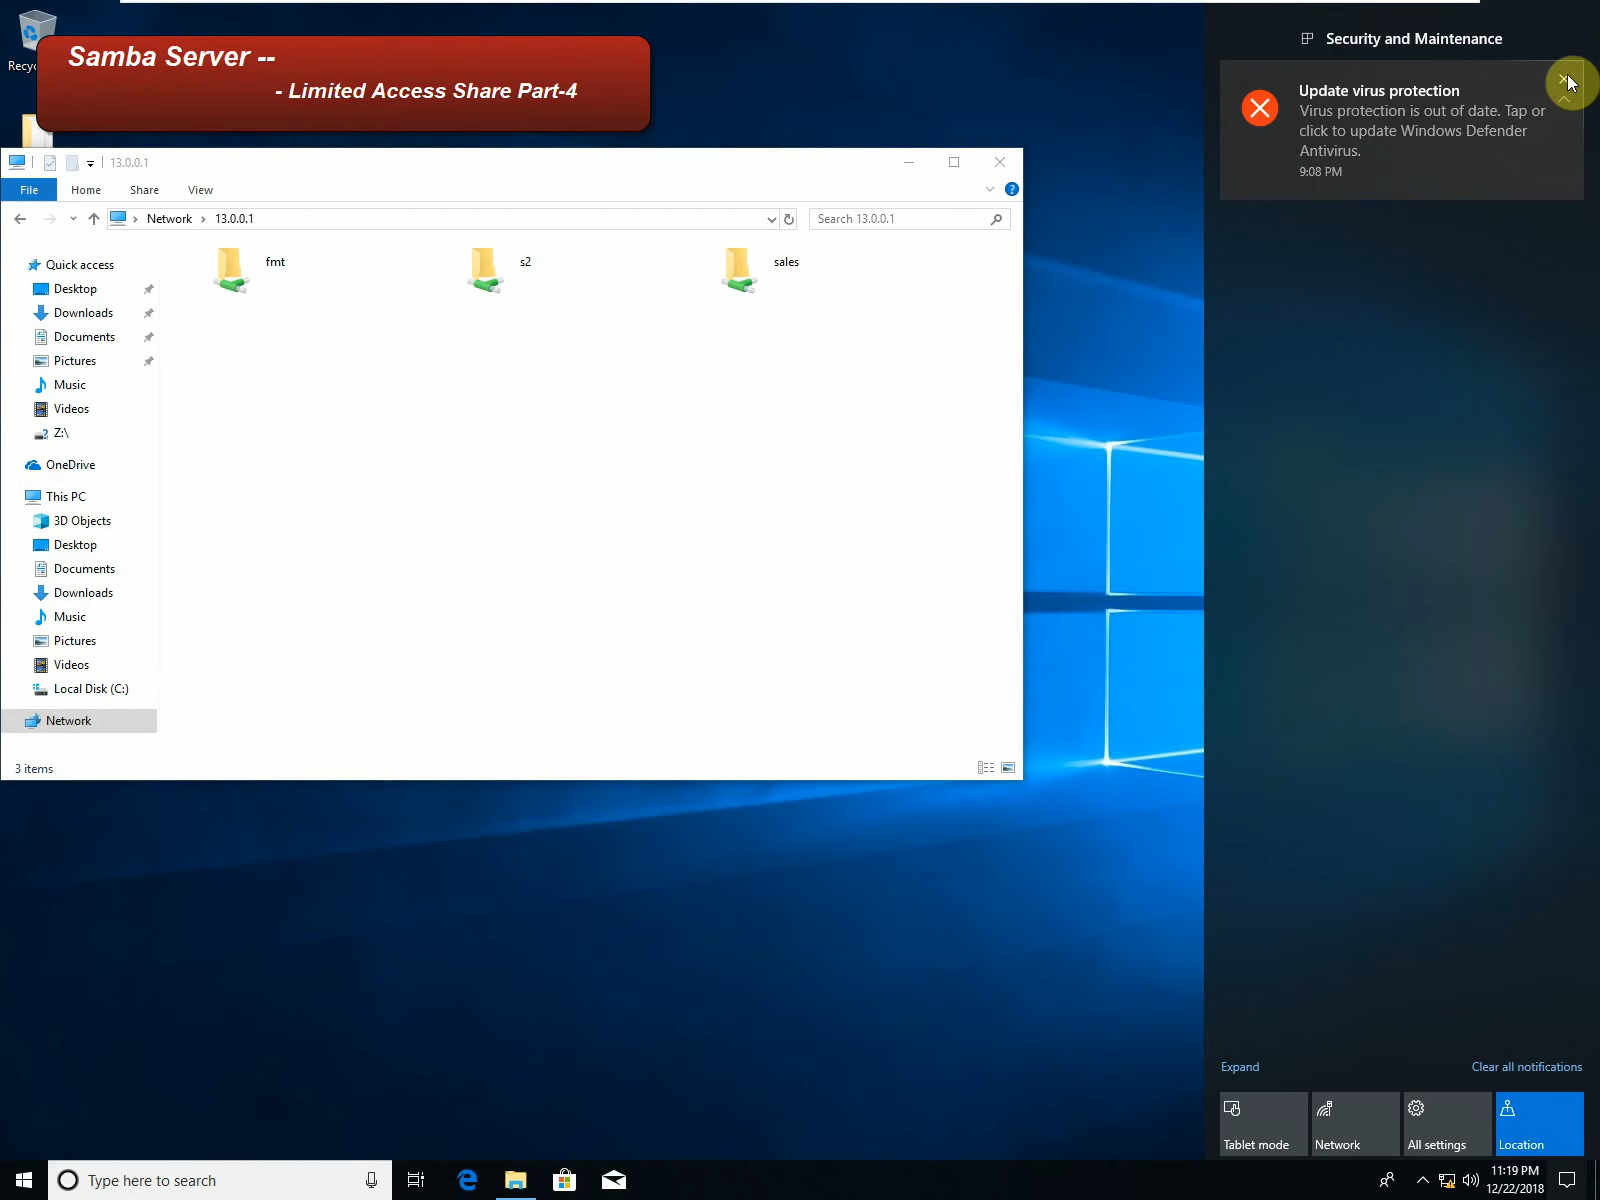 Samba Server --
- Limited Access Share Part-4
13.0.0.1
File Home Share View
Network 13.0.0.1
Search 13.0.0.1
Quick access
Desktop
Downloads
Documents
Pictures
Music
Videos
Z:\
OneDrive
This PC
3D Objects
Desktop
Documents
Downloads
Music
Pictures
Videos
Local Disk (C:)
Network
fmt s2 sales
3 items
Security and Maintenance
Update virus protection
Virus protection is out of date. Tap or
click to update Windows Defender
Antivirus.
9:08 PM
Expand Clear all notifications
Tablet mode Network All settings Location
Type here to search
11:19 PM
12/22/2018